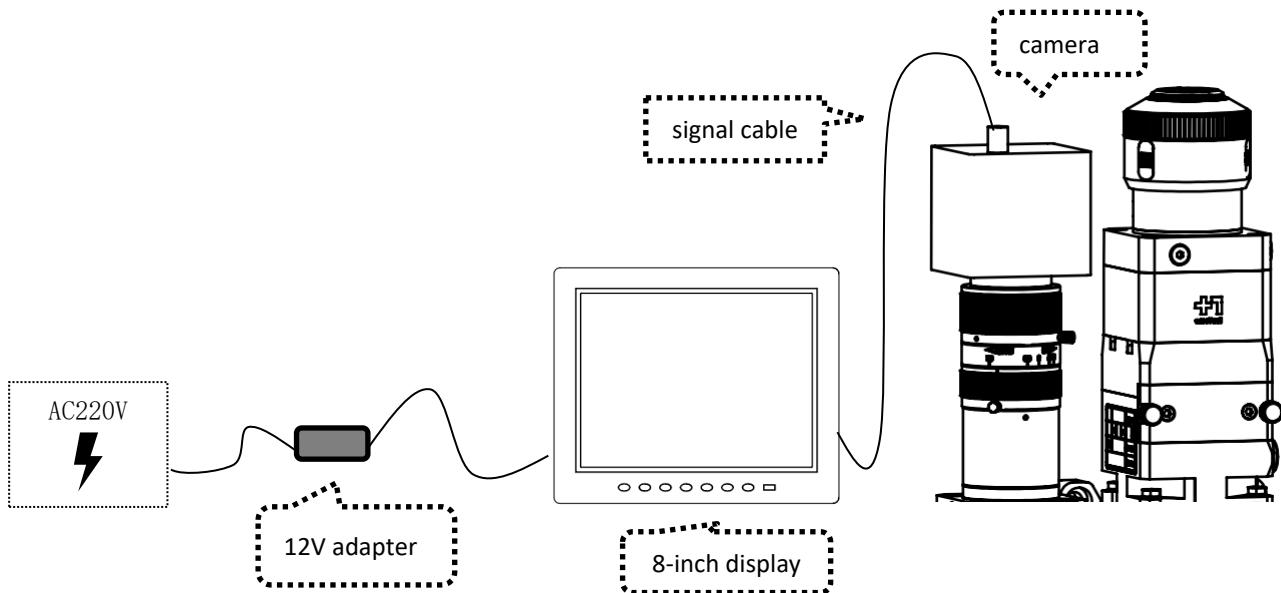 camera
signal cable
AC220V
12V adapter
8-inch display